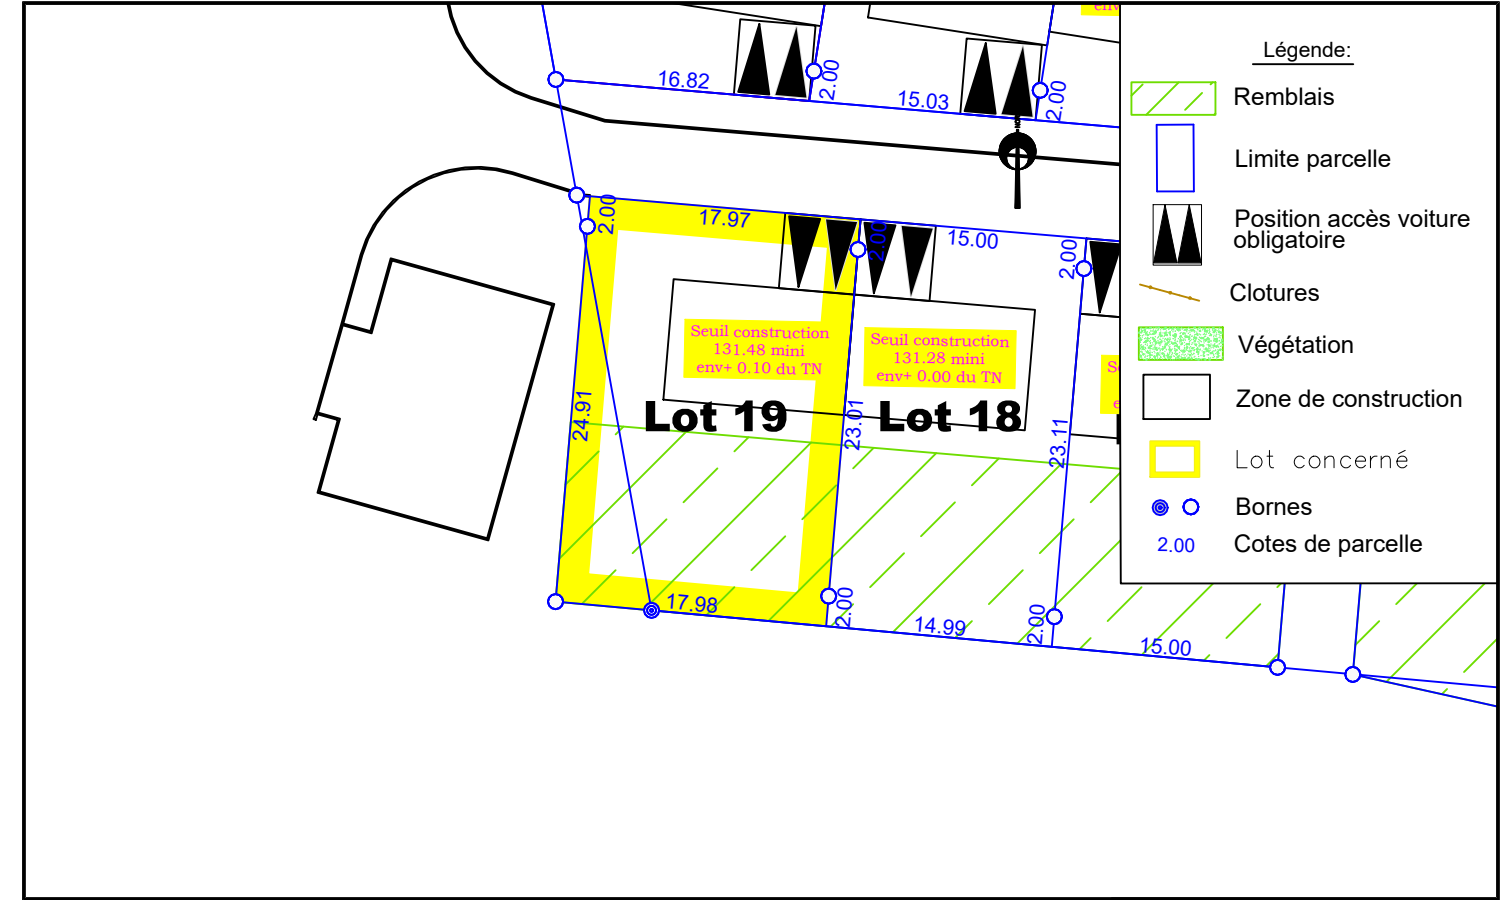 16.82
2.00
15.03
2.00
2.00
17.97
2.00
15.00
2.00
Seuil construction
131.48 mini
env+ 0.10 du TN
Seuil construction
131.28 mini
env+ 0.00 du TN
Lot 19
Lot 18
24.91
23.01
23.11
17.98
2.00
14.99
2.00
15.00
Légende:
Remblais
Limite parcelle
Position accès voiture
obligatoire
Clotures
Végétation
Zone de construction
Lot concerné
Bornes
2.00 Cotes de parcelle